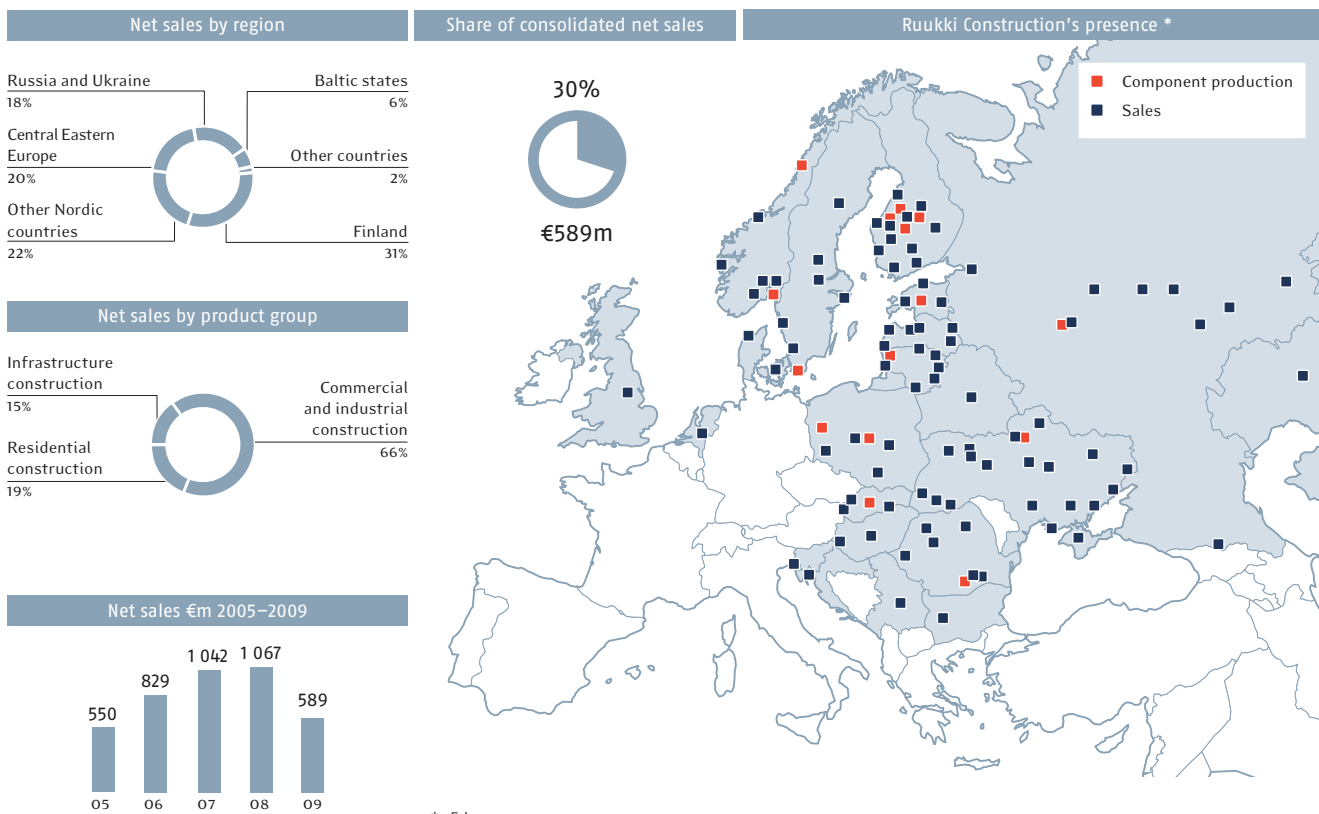 Net sales by region
Russia and Ukraine
18%
Central Eastern
Europe
20%
Other Nordic
countries
22%
Baltic states
6%
Other countries
2%
Finland
31%
Net sales by product group
Infrastructure
construction
15%
Residential
construction
19%
Commercial
and industrial
construction
66%
Net sales €m 2005–2009
550
829
1 042
1 067
589
05
06
07
08
09
Share of consolidated net sales
30%
€589m
Ruukki Construction's presence *
Component production
Sales
*